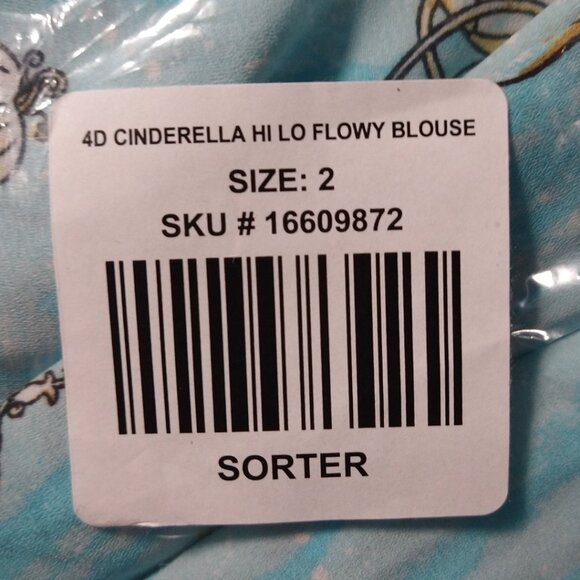 4D CINDERELLA HI LO FLOWY BLOUSE
SIZE: 2
SKU # 16609872
SORTER